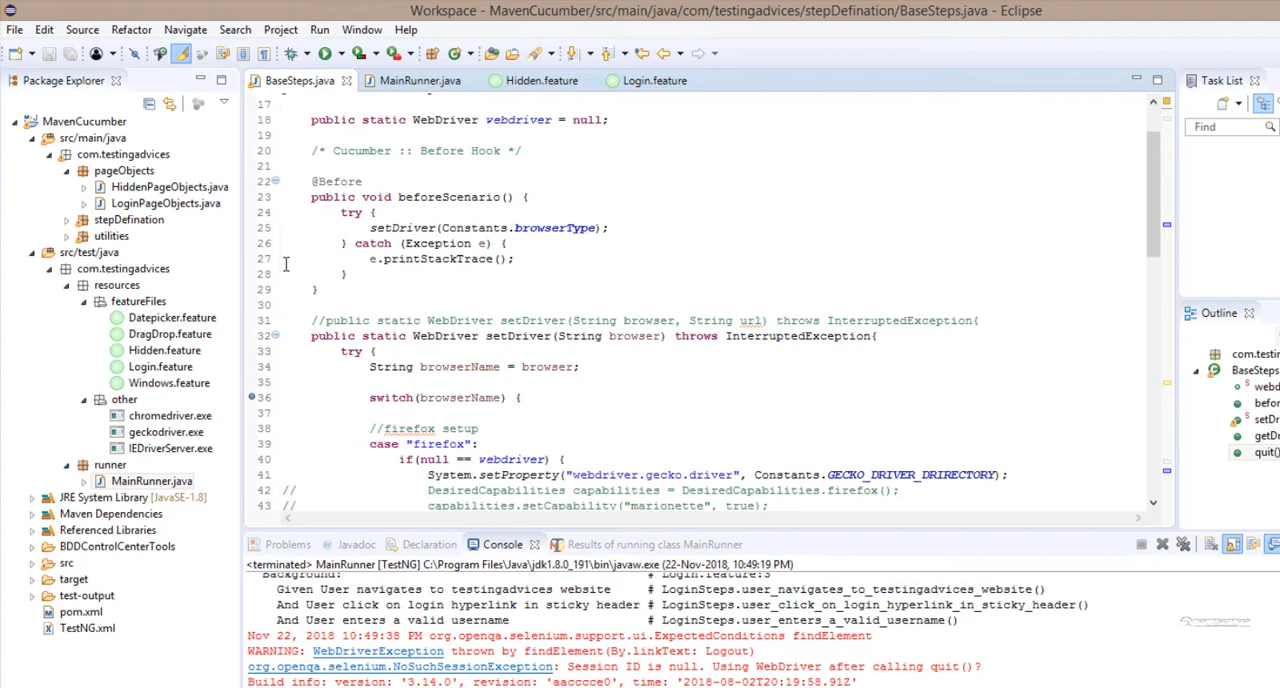 Workspace - MavenCucumber/src/main/java/com/testingadvices/stepDefination/BaseSteps.java - Eclipse
File Edit Source Refactor Navigate Search Project Run Window Help
Package Explorer
BaseSteps.java MainRunner.java Hidden.feature Login.feature
Task List
Find
MavenCucumber
src/main/java
com.testingadvices
pageObjects
HiddenPageObjects.java
LoginPageObjects.java
stepDefination
utilities
src/test/java
com.testingadvices
resources
featureFiles
Datepicker.feature
DragDrop.feature
Hidden.feature
Login.feature
Windows.feature
other
chromedriver.exe
geckodriver.exe
IEDriverServer.exe
runner
MainRunner.java
JRE System Library [JavaSE-1.8]
Maven Dependencies
Referenced Libraries
BDDControlCenterTools
src
target
test-output
pom.xml
TestNG.xml
17
18 public static WebDriver webdriver = null;
19
20 /* Cucumber :: Before Hook */
21
22 @Before
23 public void beforeScenario() {
24 try {
25 setDriver(Constants.browserType);
26 } catch (Exception e) {
27 e.printStackTrace();
28 }
29 }
30
31 //public static WebDriver setDriver(String browser, String url) throws InterruptedException{
32 public static WebDriver setDriver(String browser) throws InterruptedException{
33 try {
34 String browserName = browser;
35
36 switch(browserName) {
37
38 //firefox setup
39 case "firefox":
40 if(null == webdriver) {
41 System.setProperty("webdriver.gecko.driver", Constants.GECKO_DRIVER_DRIRECTORY);
42 // DesiredCapabilities capabilities = DesiredCapabilities.firefox();
43 // capabilities.setCapability("marionette", true);
Outline
com.test
BaseSteps
webd
befor
setDr
getDr
quit()
Problems Javadoc Declaration Console Results of running class MainRunner
<terminated> MainRunner [TestNG] C:\Program Files\Java\jdk1.8.0_191\bin\javaw.exe (22-Nov-2018, 10:49:19 PM)
Background: # Login.feature:3
Given User navigates to testingadvices website # LoginSteps.user_navigates_to_testingadvices_website()
And User click on login hyperlink in sticky header # LoginSteps.user_click_on_login_hyperlink_in_sticky_header()
And User enters a valid username # LoginSteps.user_enters_a_valid_username()
Nov 22, 2018 10:49:38 PM org.openqa.selenium.support.ui.ExpectedConditions findElement
WARNING: WebDriverException thrown by findElement(By.linkText: Logout)
org.openqa.selenium.NoSuchSessionException: Session ID is null. Using WebDriver after calling quit()?
Build info: version: '3.14.0', revision: 'aacccce0', time: '2018-08-02T20:19:58.91Z'